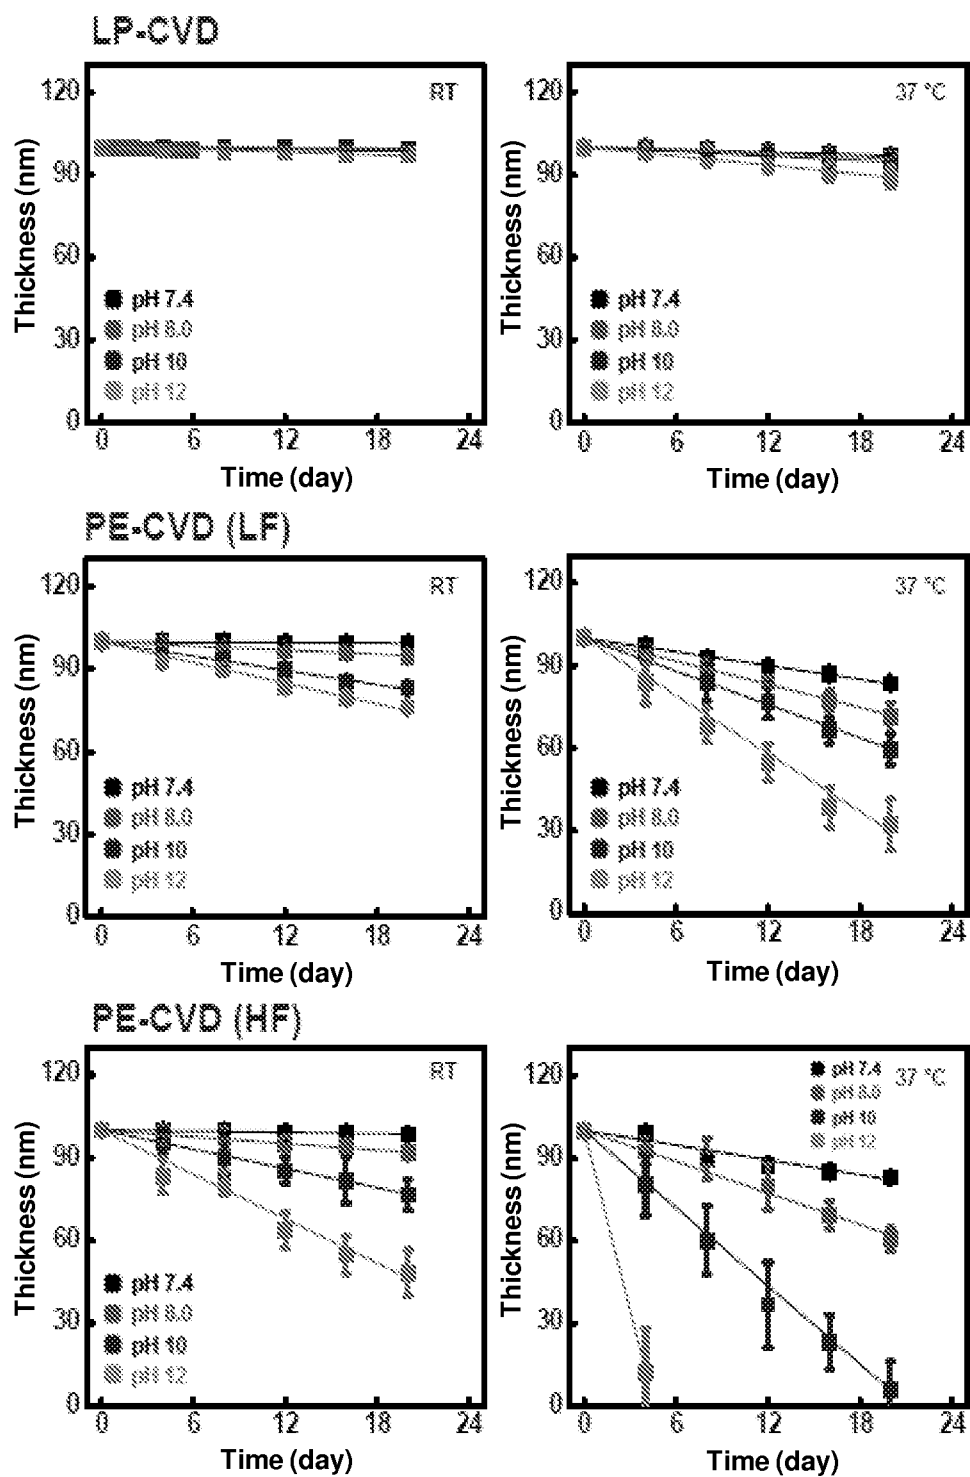 LP-CVD
RT
120
90
60
30
0
Thickness (nm)
pH 7.4
pH 8.0
pH 10
pH 12
0 6 12 18 24
Time (day)
37 °C
120
90
60
30
0
Thickness (nm)
pH 7.4
pH 8.0
pH 10
pH 12
0 6 12 18 24
Time (day)
PE-CVD (LF)
RT
120
90
60
30
0
Thickness (nm)
pH 7.4
pH 8.0
pH 10
pH 12
0 6 12 18 24
Time (day)
37 °C
120
90
60
30
0
Thickness (nm)
pH 7.4
pH 8.0
pH 10
pH 12
0 6 12 18 24
Time (day)
PE-CVD (HF)
RT
120
90
60
30
0
Thickness (nm)
pH 7.4
pH 8.0
pH 10
pH 12
0 6 12 18 24
Time (day)
37 °C
pH 7.4
pH 8.0
pH 10
pH 12
120
90
60
30
0
Thickness (nm)
0 6 12 18 24
Time (day)